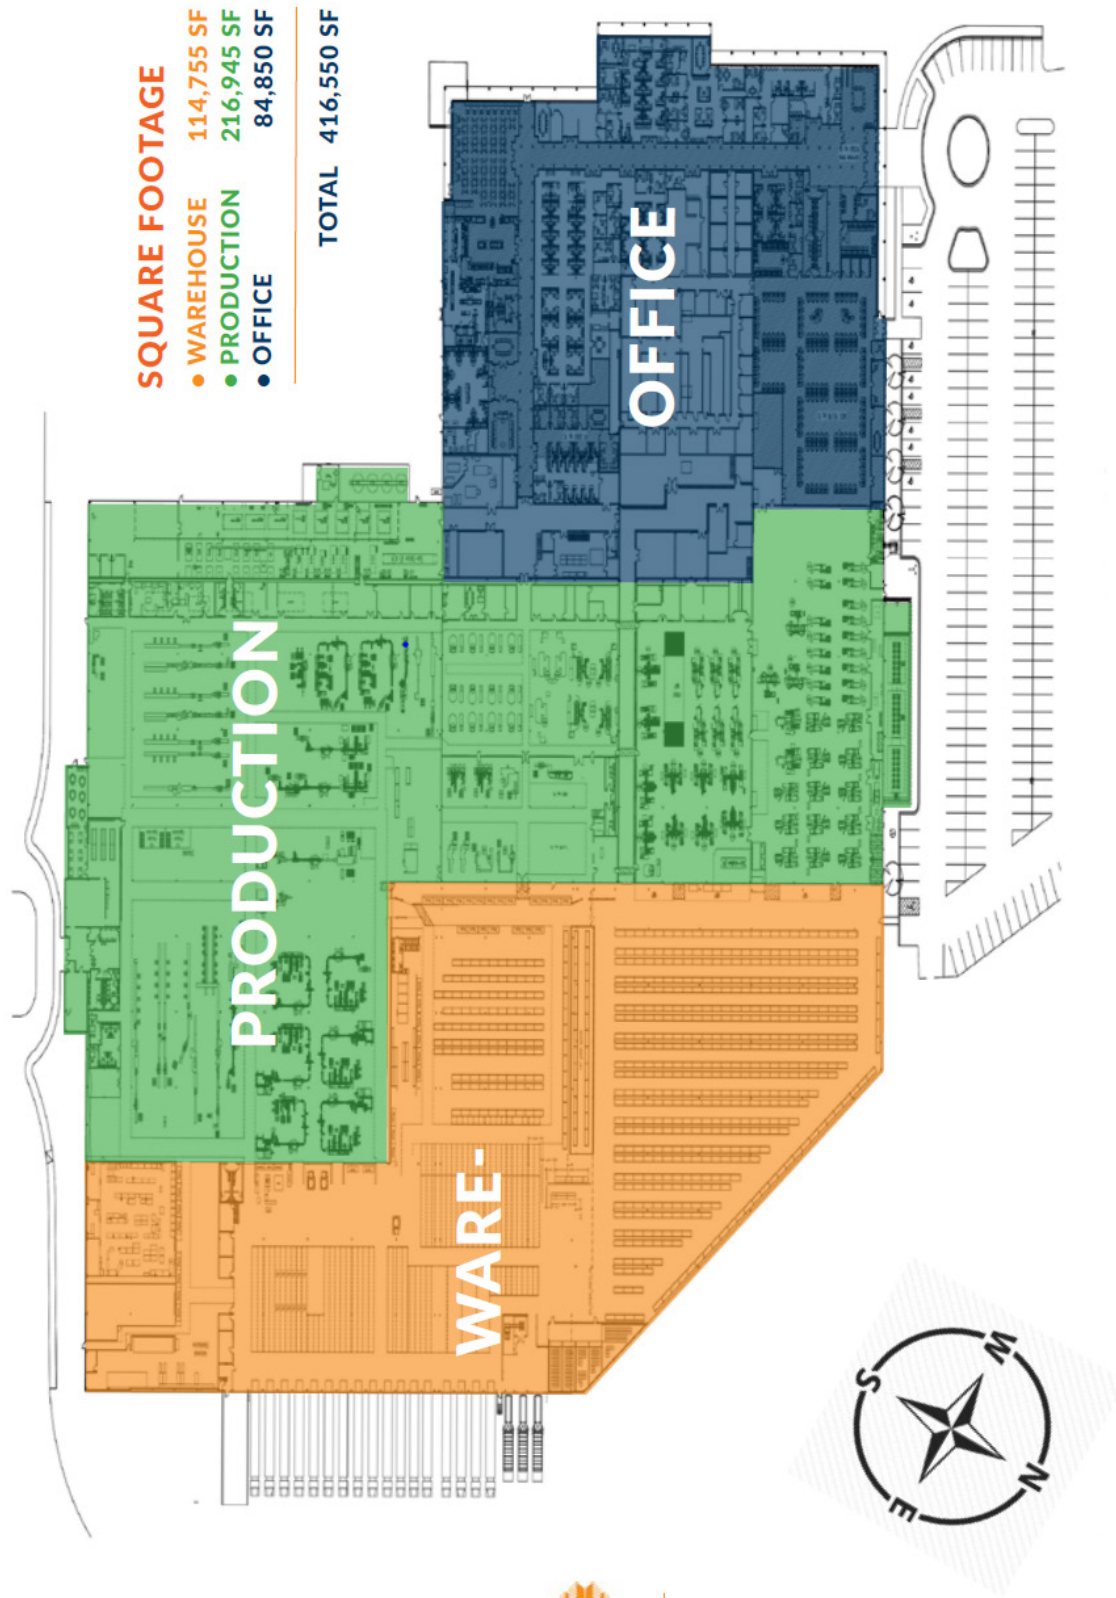 SQUARE FOOTAGE
• WAREHOUSE 114,755 SF
• PRODUCTION 216,945 SF
• OFFICE 84,850 SF
TOTAL 416,550 SF
OFFICE
PRODUCTION
WARE-
S
W
N
E